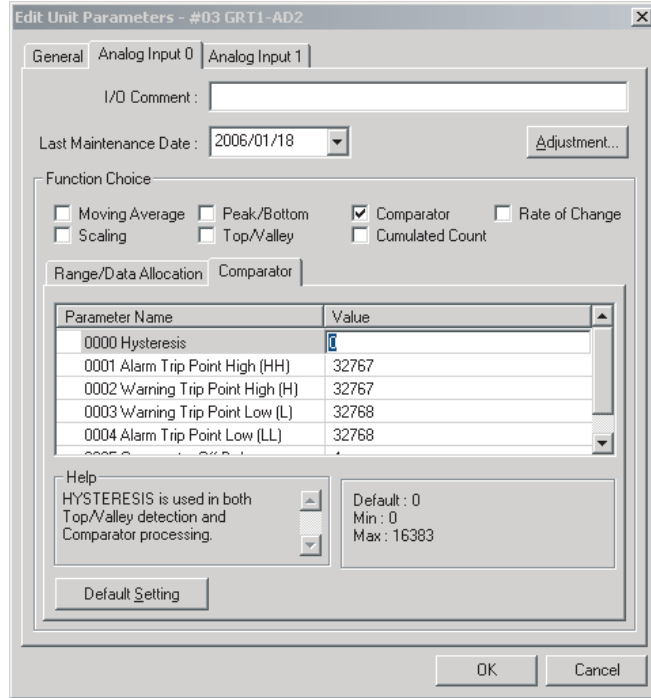 Edit Unit Parameters - #03 GRT1-AD2
General Analog Input 0 Analog Input 1
I/O Comment :
Last Maintenance Date : 2006/01/18 Adjustment...
Function Choice
Moving Average Peak/Bottom Comparator Rate of Change
Scaling Top/Valley Cumulated Count
Range/Data Allocation Comparator
Parameter Name Value
0000 Hysteresis 0
0001 Alarm Trip Point High (HH) 32767
0002 Warning Trip Point High (H) 32767
0003 Warning Trip Point Low (L) 32768
0004 Alarm Trip Point Low (LL) 32768
Help
HYSTERESIS is used in both
Top/Valley detection and
Comparator processing.
Default : 0
Min : 0
Max : 16383
Default Setting
OK Cancel